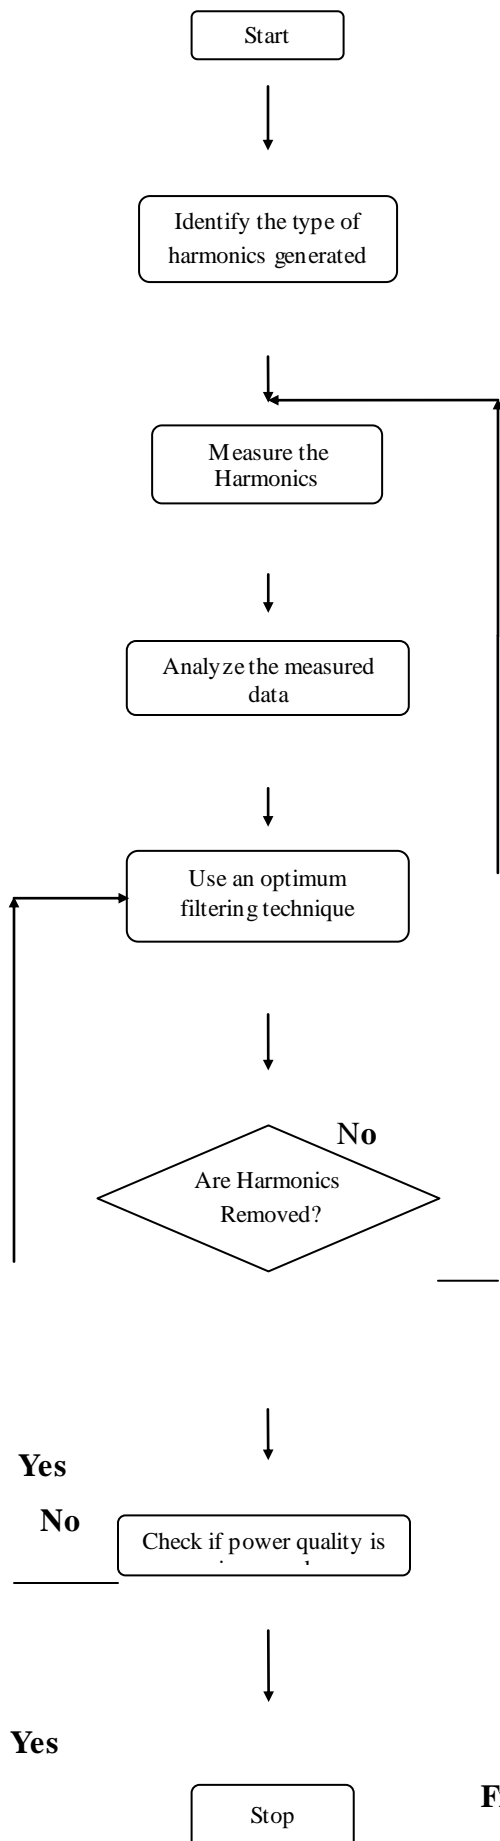 Start
Identify the type of
harmonics generated
Measure the
Harmonics
Analyze the measured
data
Use an optimum
filtering technique
No
Are Harmonics
Removed?
Yes
No
Check if power quality is
Yes
Stop